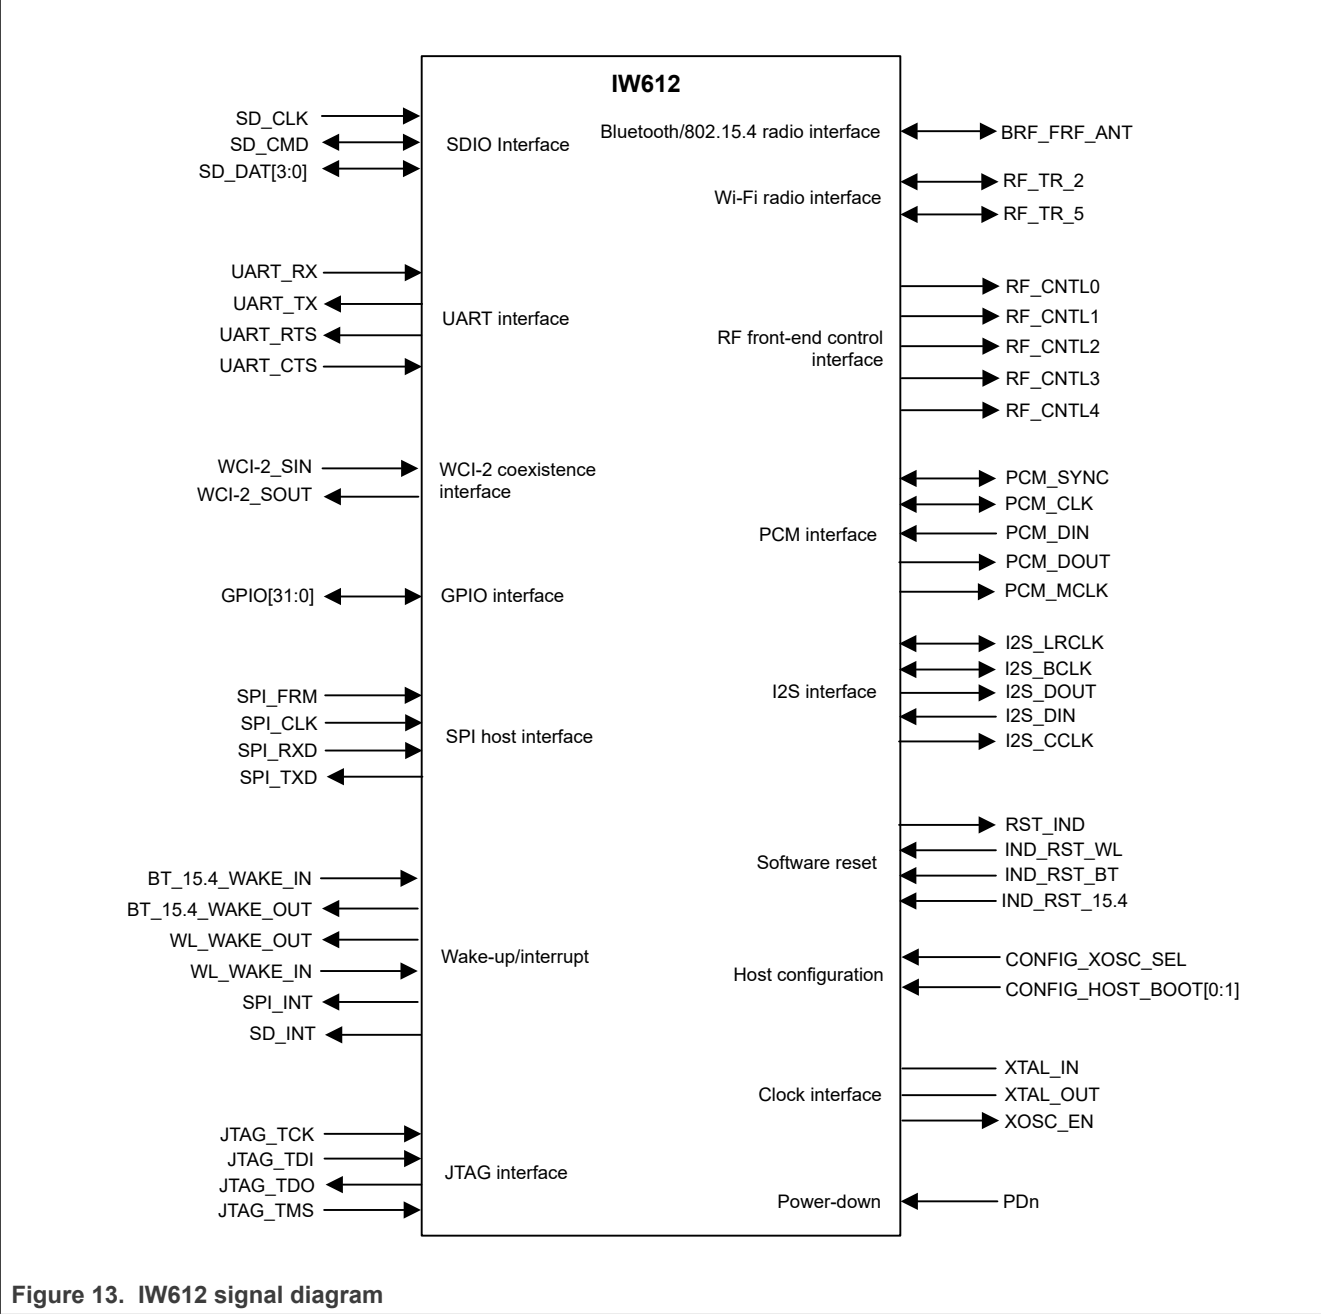 IW612
SD_CLK
SD_CMD
SD_DAT[3:0]
SDIO Interface
UART_RX
UART_TX
UART_RTS
UART_CTS
UART interface
WCI-2_SIN
WCI-2_SOUT
WCI-2 coexistence
interface
GPIO[31:0]
GPIO interface
SPI_FRM
SPI_CLK
SPI_RXD
SPI_TXD
SPI host interface
BT_15.4_WAKE_IN
BT_15.4_WAKE_OUT
WL_WAKE_OUT
WL_WAKE_IN
SPI_INT
SD_INT
Wake-up/interrupt
JTAG_TCK
JTAG_TDI
JTAG_TDO
JTAG_TMS
JTAG interface
Bluetooth/802.15.4 radio interface
BRF_FRF_ANT
Wi-Fi radio interface
RF_TR_2
RF_TR_5
RF front-end control
interface
RF_CNTL0
RF_CNTL1
RF_CNTL2
RF_CNTL3
RF_CNTL4
PCM interface
PCM_SYNC
PCM_CLK
PCM_DIN
PCM_DOUT
PCM_MCLK
I2S interface
I2S_LRCLK
I2S_BCLK
I2S_DOUT
I2S_DIN
I2S_CCLK
Software reset
RST_IND
IND_RST_WL
IND_RST_BT
IND_RST_15.4
Host configuration
CONFIG_XOSC_SEL
CONFIG_HOST_BOOT[0:1]
Clock interface
XTAL_IN
XTAL_OUT
XOSC_EN
Power-down
PDn
Figure 13. IW612 signal diagram